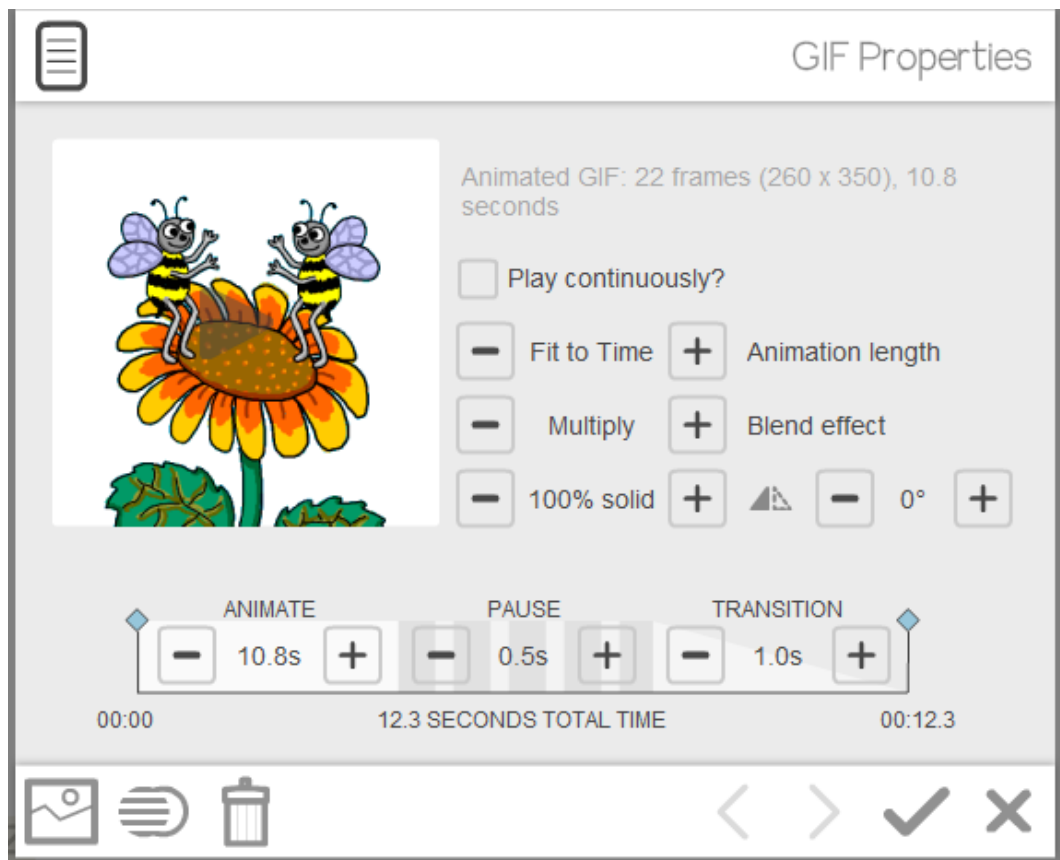 GIF Properties
Animated GIF: 22 frames (260 x 350), 10.8
seconds
Play continuously?
Fit to Time Animation length
Multiply Blend effect
100% solid 0°
ANIMATE PAUSE TRANSITION
10.8s 0.5s 1.0s
00:00 12.3 SECONDS TOTAL TIME 00:12.3